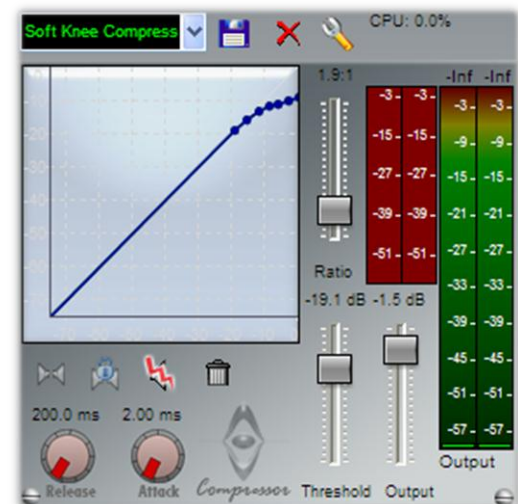 Soft Knee Compress
CPU: 0.0%
1.9:1
-Inf -Inf
-3 -3
-15 -15
-27 -27
-39 -39
-51 -51
-3 -3
-9 -9
-15 -15
-21 -21
-27 -27
-33 -33
-39 -39
-45 -45
-51 -51
-57 -57
Ratio
-19.1 dB -1.5 dB
200.0 ms 2.00 ms
Release Attack Compressor Threshold Output
Output